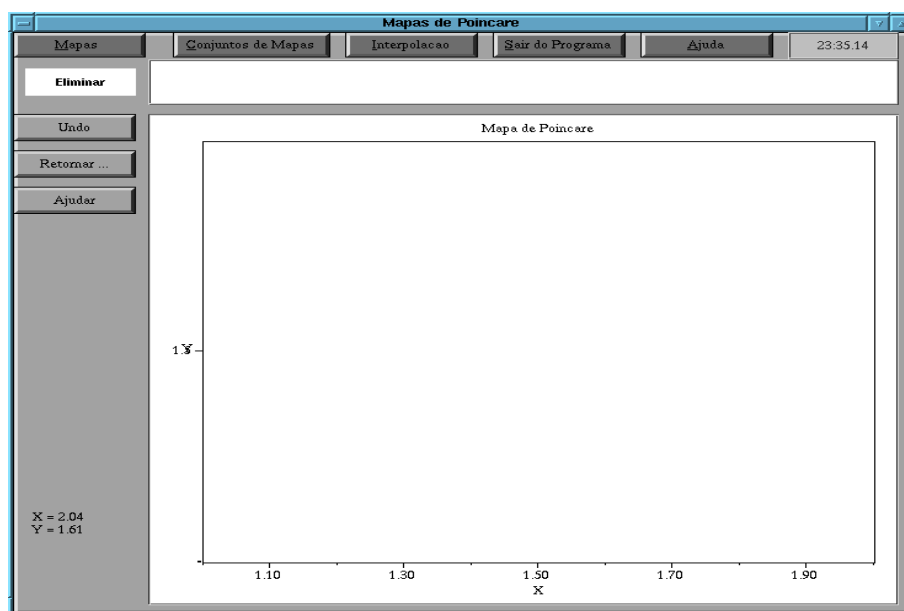 Mapas de Poincare
Mapas Conjuntos de Mapas Interpolacao Sair do Programa Ajuda 23:35.14
Eliminar
Undo
Mapa de Poincare
Retornar ...
Ajudar
Y
X = 2.04
Y = 1.61
1.10 1.30 1.50 1.70 1.90
X